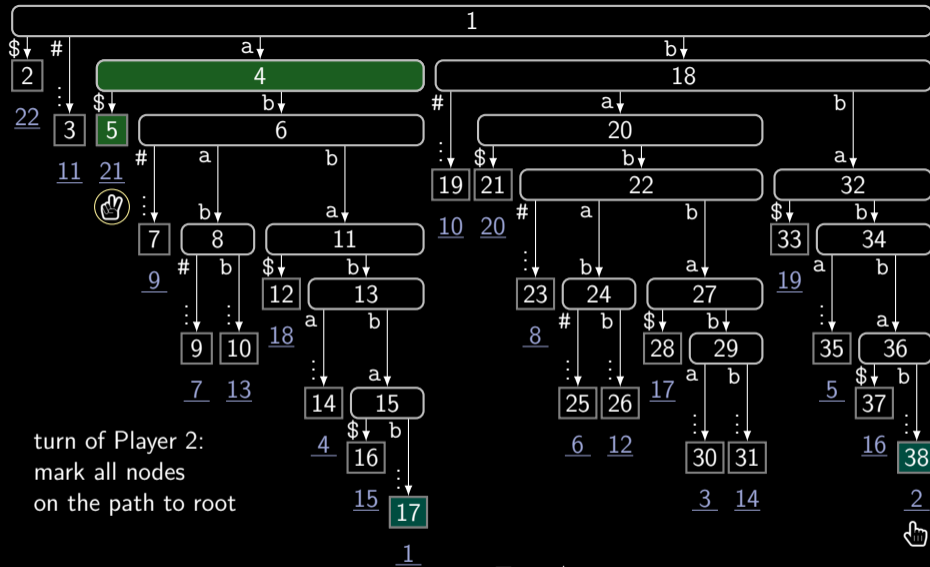 1
$ # a b
2 4 18
22 $ b # a b
3 5 6 20
11 21 # a b $ b a
19 21 22 32
10 20 # a b $ b
7 8 11 33 34
9 # b $ b 19 a b
12 13 23 24 27
18 a b 8 # b $ b a
9 10 28 29 35 36
7 13 17 a b 5 $ b
14 15 25 26 37
4 $ b 6 12 16
turn of Player 2:
16 30 31 38
mark all nodes
15 3 14 2
on the path to root
17
1